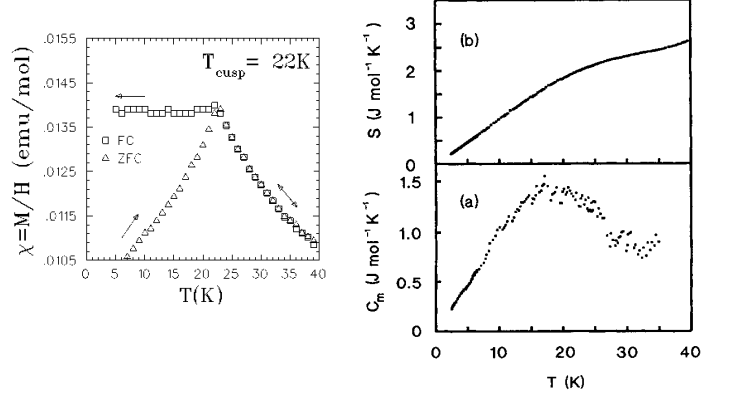 .0155
.0145
.0135
.0125
.0115
.0105
χ=M/H (emu/mol)
T_cusp = 22K
□ FC
△ ZFC
0 5 10 15 20 25 30 35 40
T(K)
3
2
1
0
S (J mol⁻¹ K⁻¹)
(b)
1.5
1.0
0.5
0
C_m (J mol⁻¹ K⁻¹)
(a)
0 10 20 30 40
T (K)